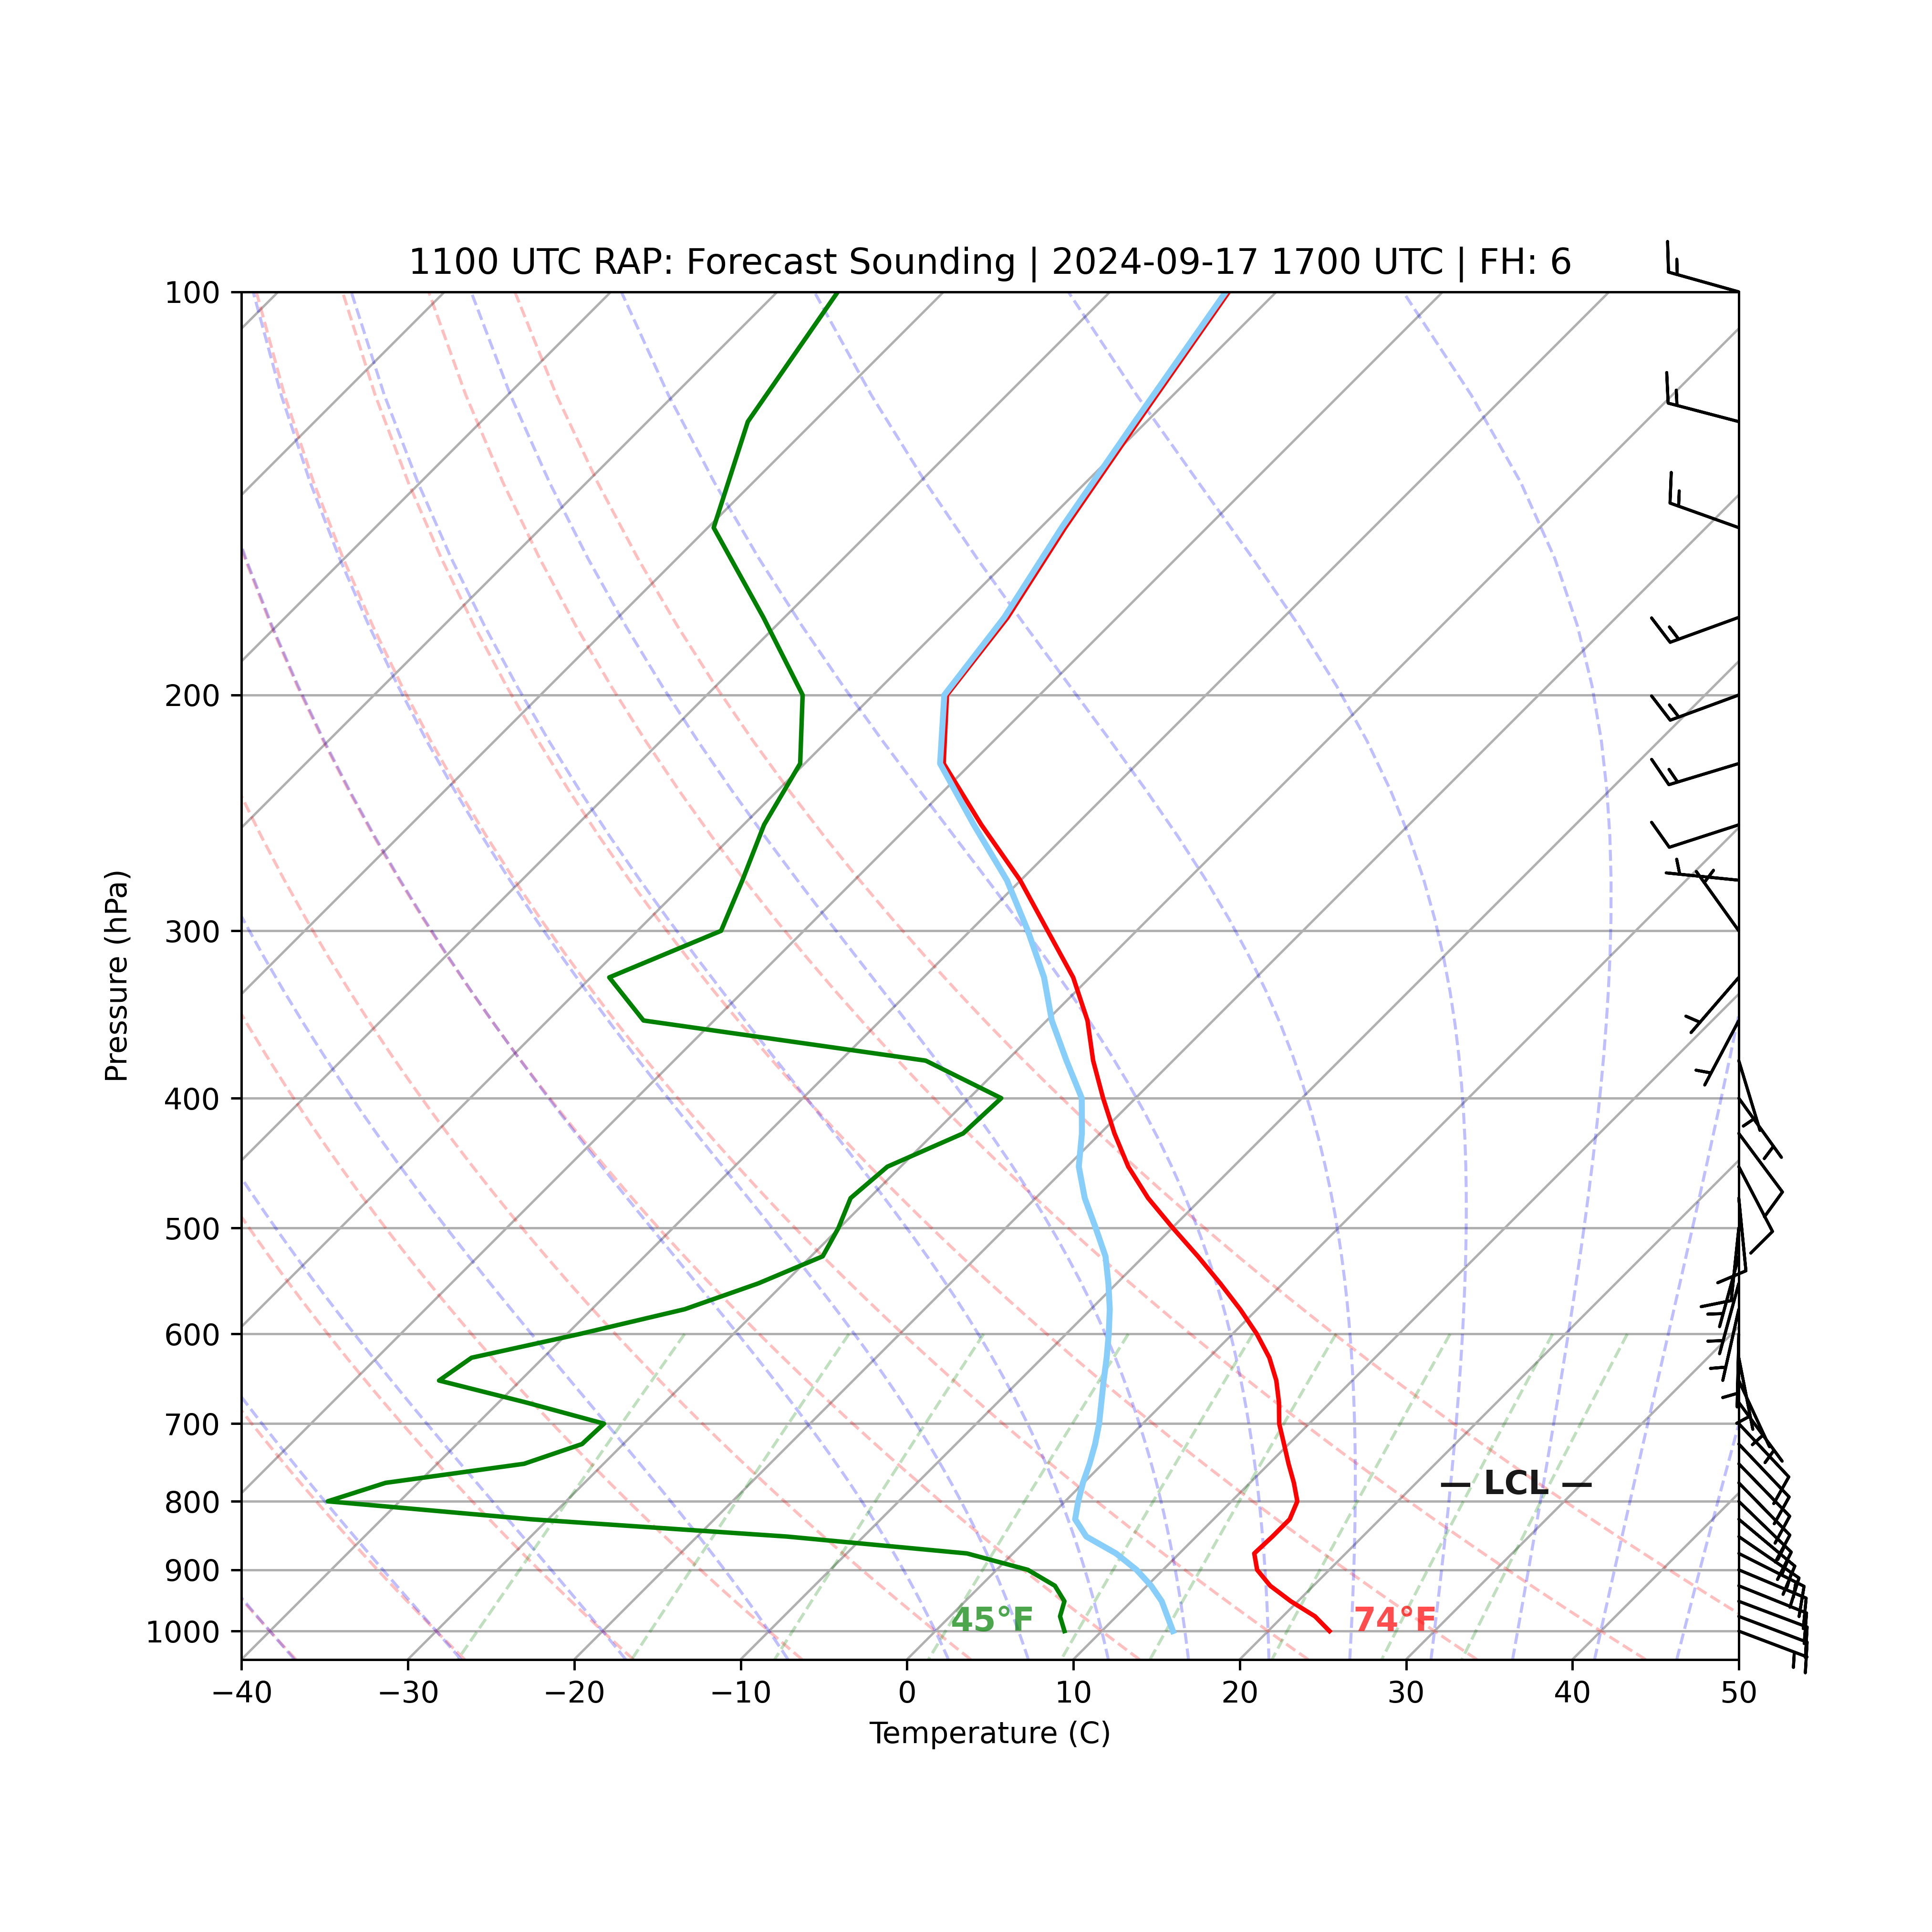 1100 UTC RAP: Forecast Sounding | 2024-09-17 1700 UTC | FH: 6
100
200
300
400
500
600
700
800
900
1000
Pressure (hPa)
— LCL —
45°F
74°F
−40 −30 −20 −10 0 10 20 30 40 50
Temperature (C)